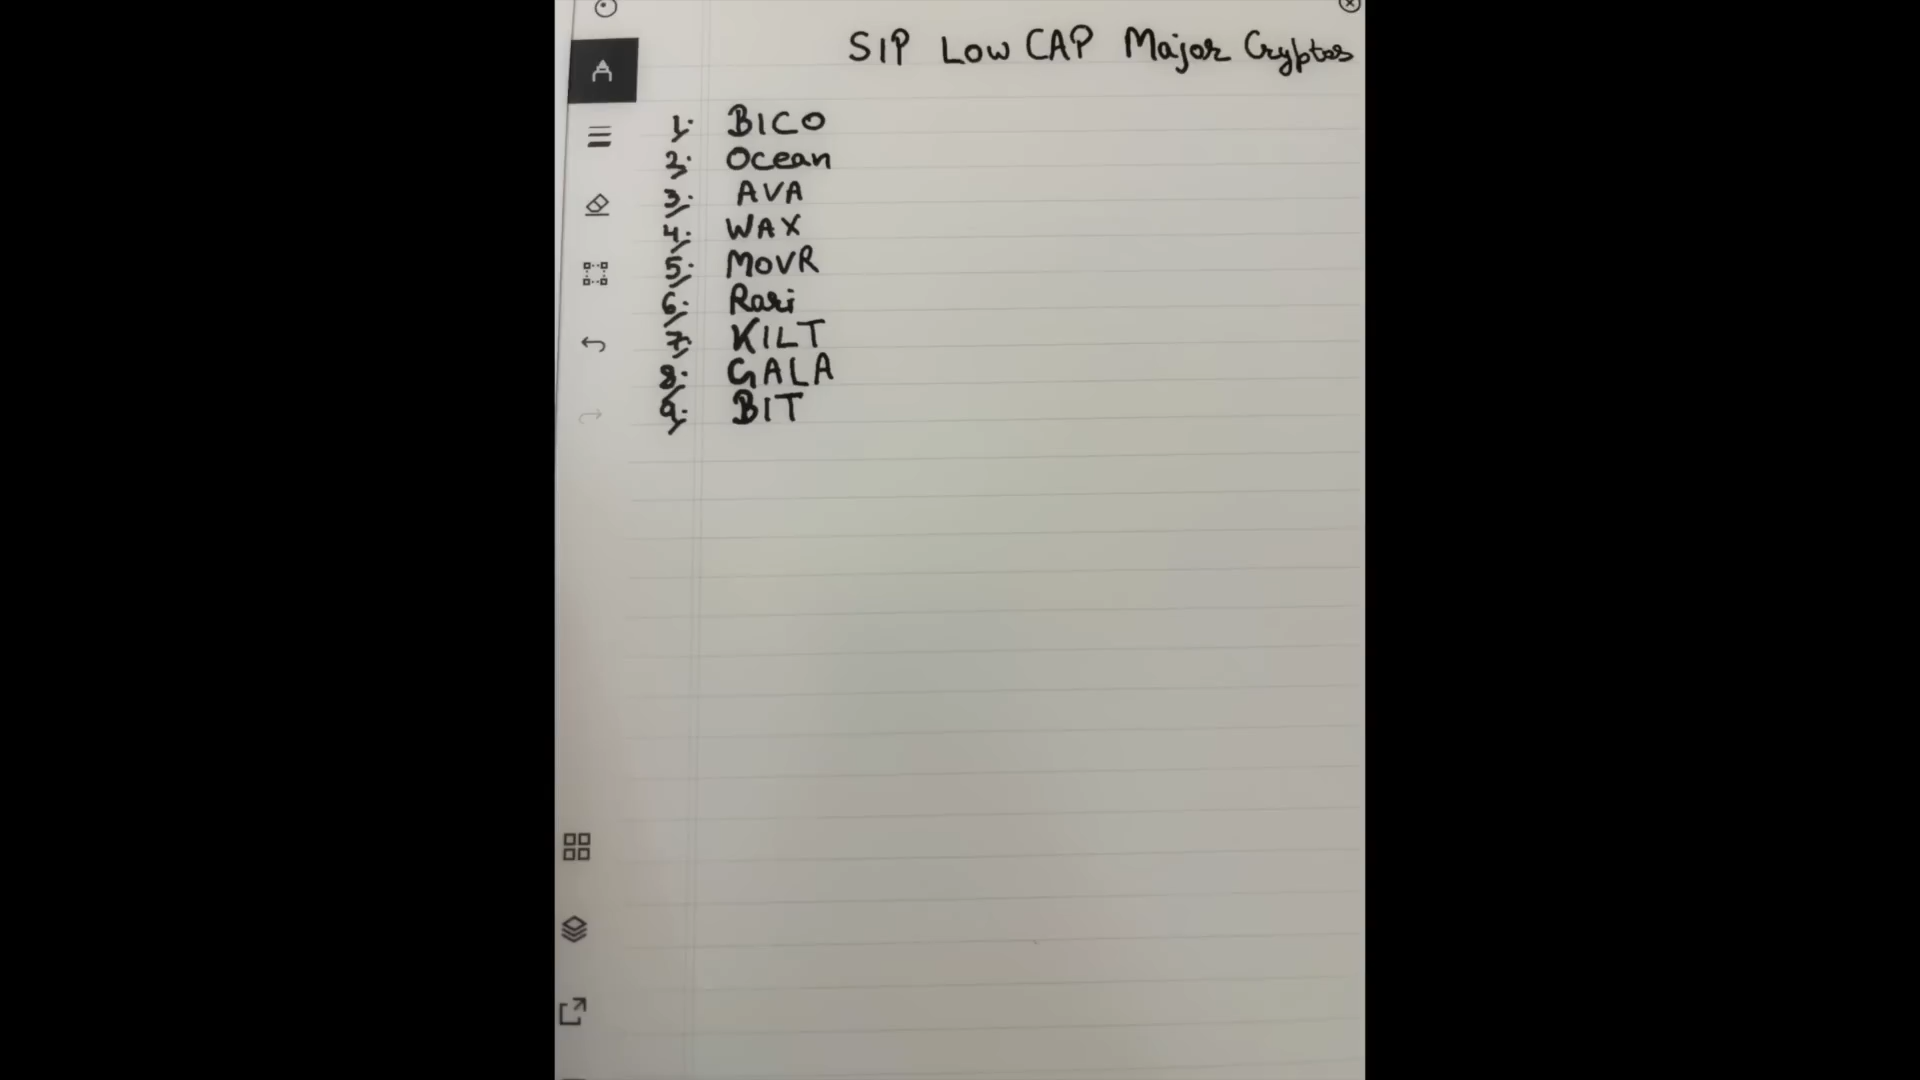 SIP Low CAP Major Cryptos
1. BICO
2. Ocean
3. AVA
4. WAX
5. MOVR
6. Rari
7. KILT
8. GALA
9. BIT